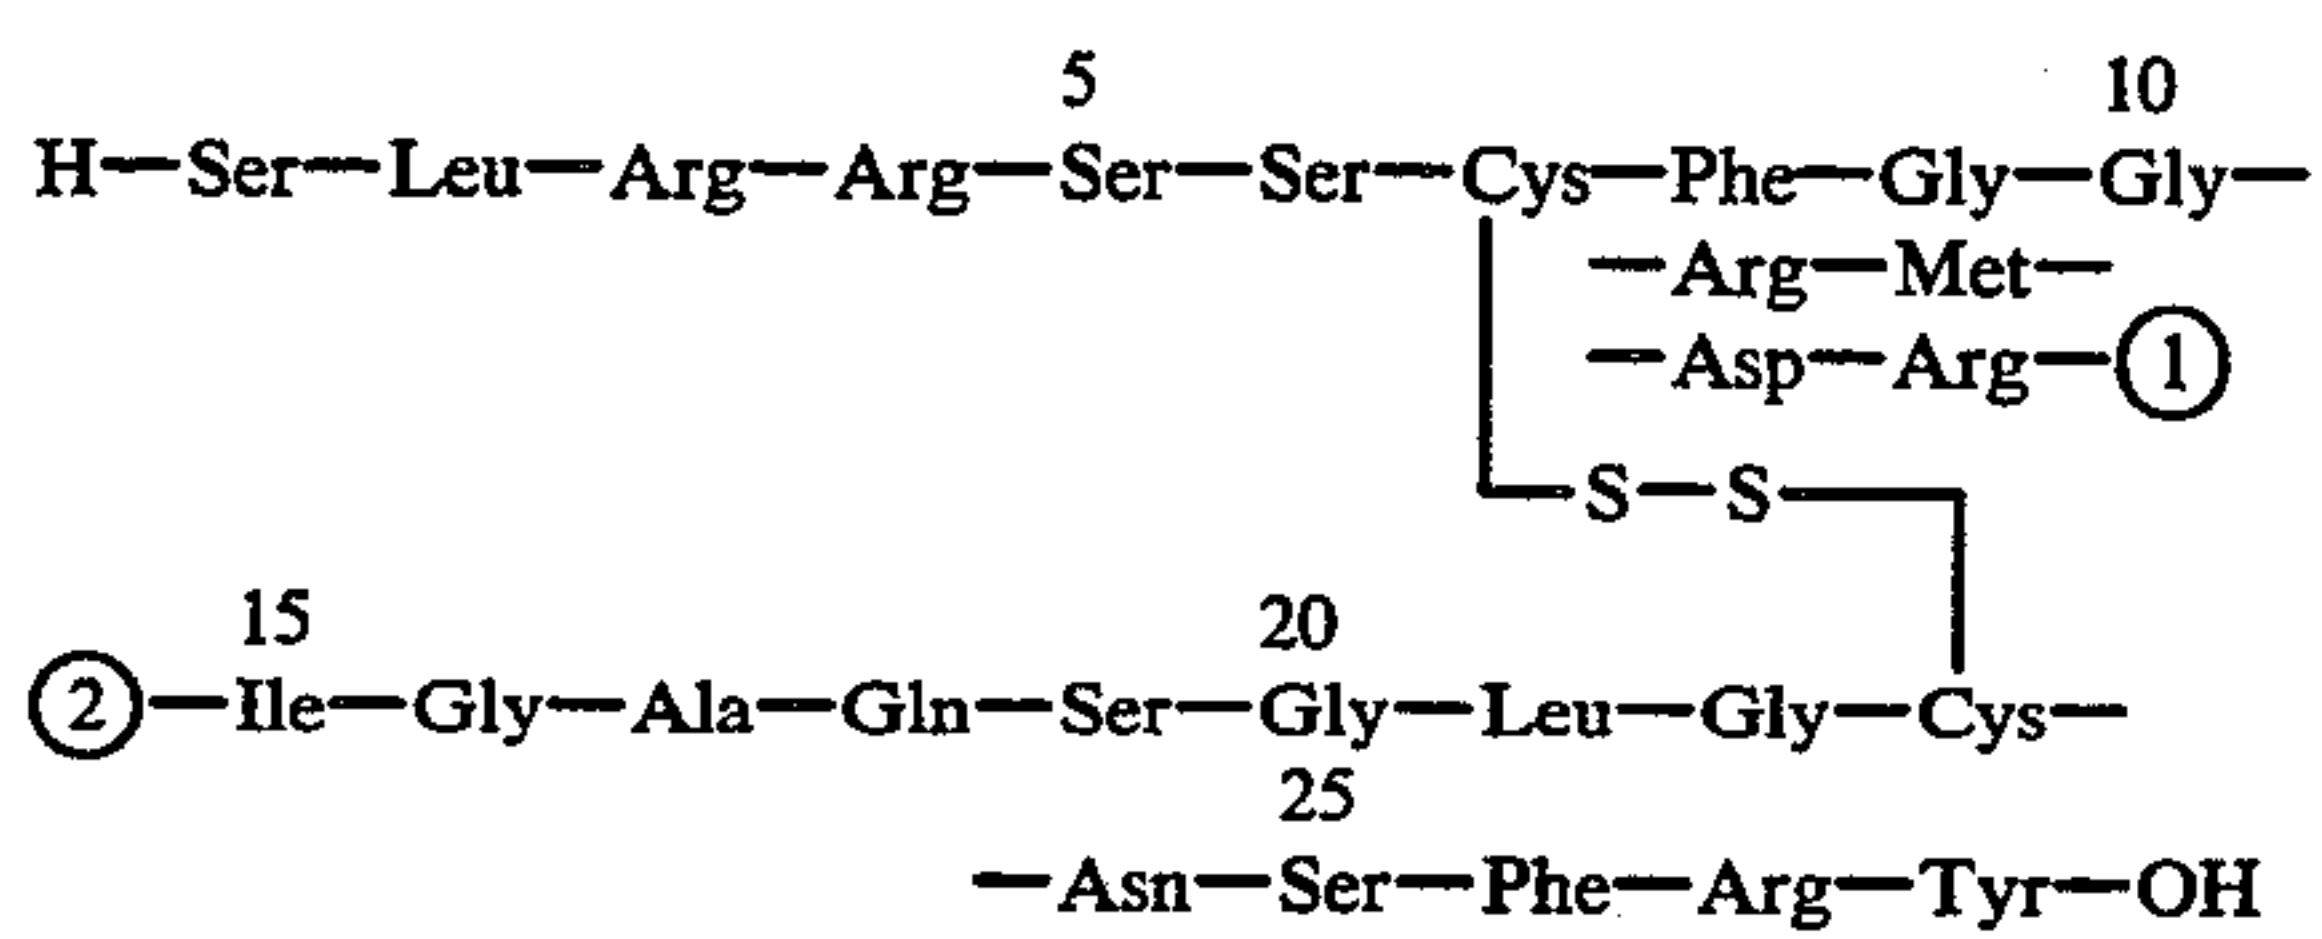 5 10
H—Ser—Leu—Arg—Arg—Ser—Ser—Cys—Phe—Gly—Gly—
—Arg—Met—
—Asp—Arg—①
S—S
15 20
②—Ile—Gly—Ala—Gln—Ser—Gly—Leu—Gly—Cys—
25
—Asn—Ser—Phe—Arg—Tyr—OH